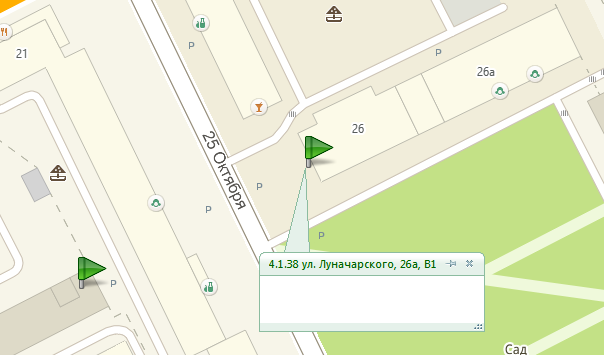 21
P
26а
26
25 Октября
P
P
P
P
4.1.38 ул. Луначарского, 26а, В1
Сад